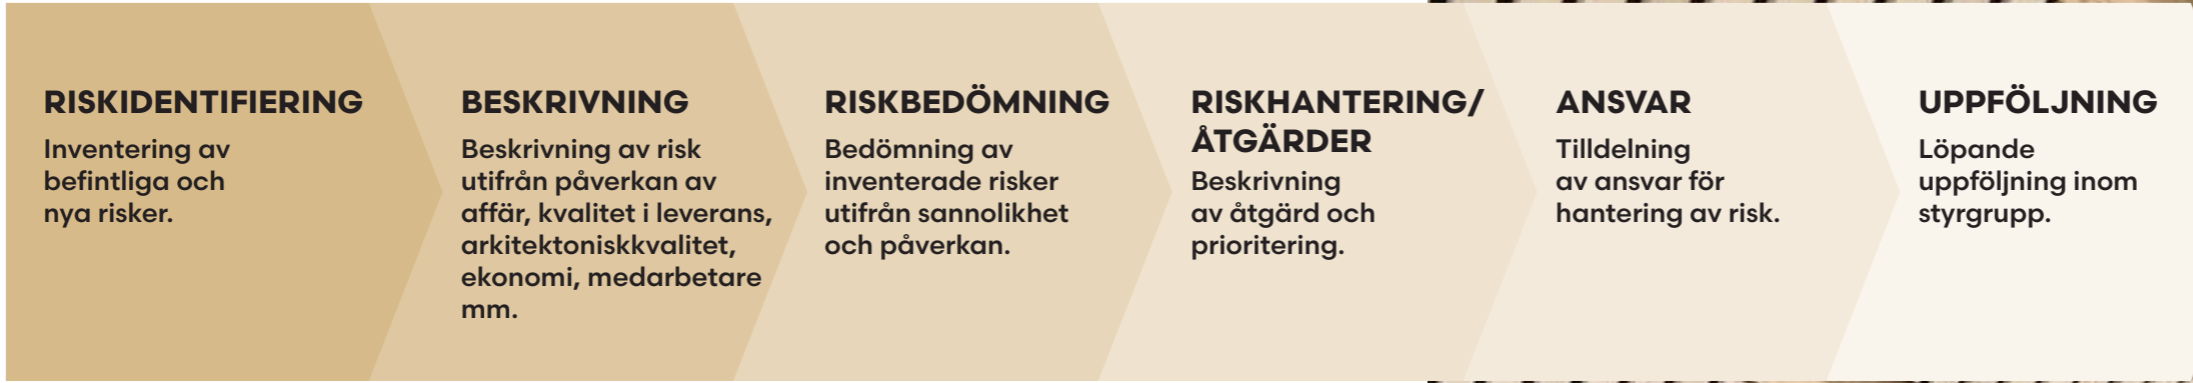 RISKIDENTIFIERING
Inventering av
befintliga och
nya risker.
BESKRIVNING
Beskrivning av risk
utifrån påverkan av
affär, kvalitet i leverans,
arkitektoniskkvalitet,
ekonomi, medarbetare
mm.
RISKBEDÖMNING
Bedömning av
inventerade risker
utifrån sannolikhet
och påverkan.
RISKHANTERING/
ÅTGÄRDER
Beskrivning
av åtgärd och
prioritering.
ANSVAR
Tilldelning
av ansvar för
hantering av risk.
UPPFÖLJNING
Löpande
uppföljning inom
styrgrupp.